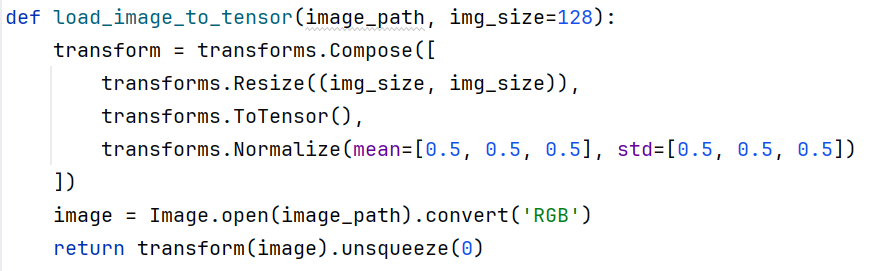 def load_image_to_tensor(image_path, img_size=128):
    transform = transforms.Compose([
        transforms.Resize((img_size, img_size)),
        transforms.ToTensor(),
        transforms.Normalize(mean=[0.5, 0.5, 0.5], std=[0.5, 0.5, 0.5])
    ])
    image = Image.open(image_path).convert('RGB')
    return transform(image).unsqueeze(0)